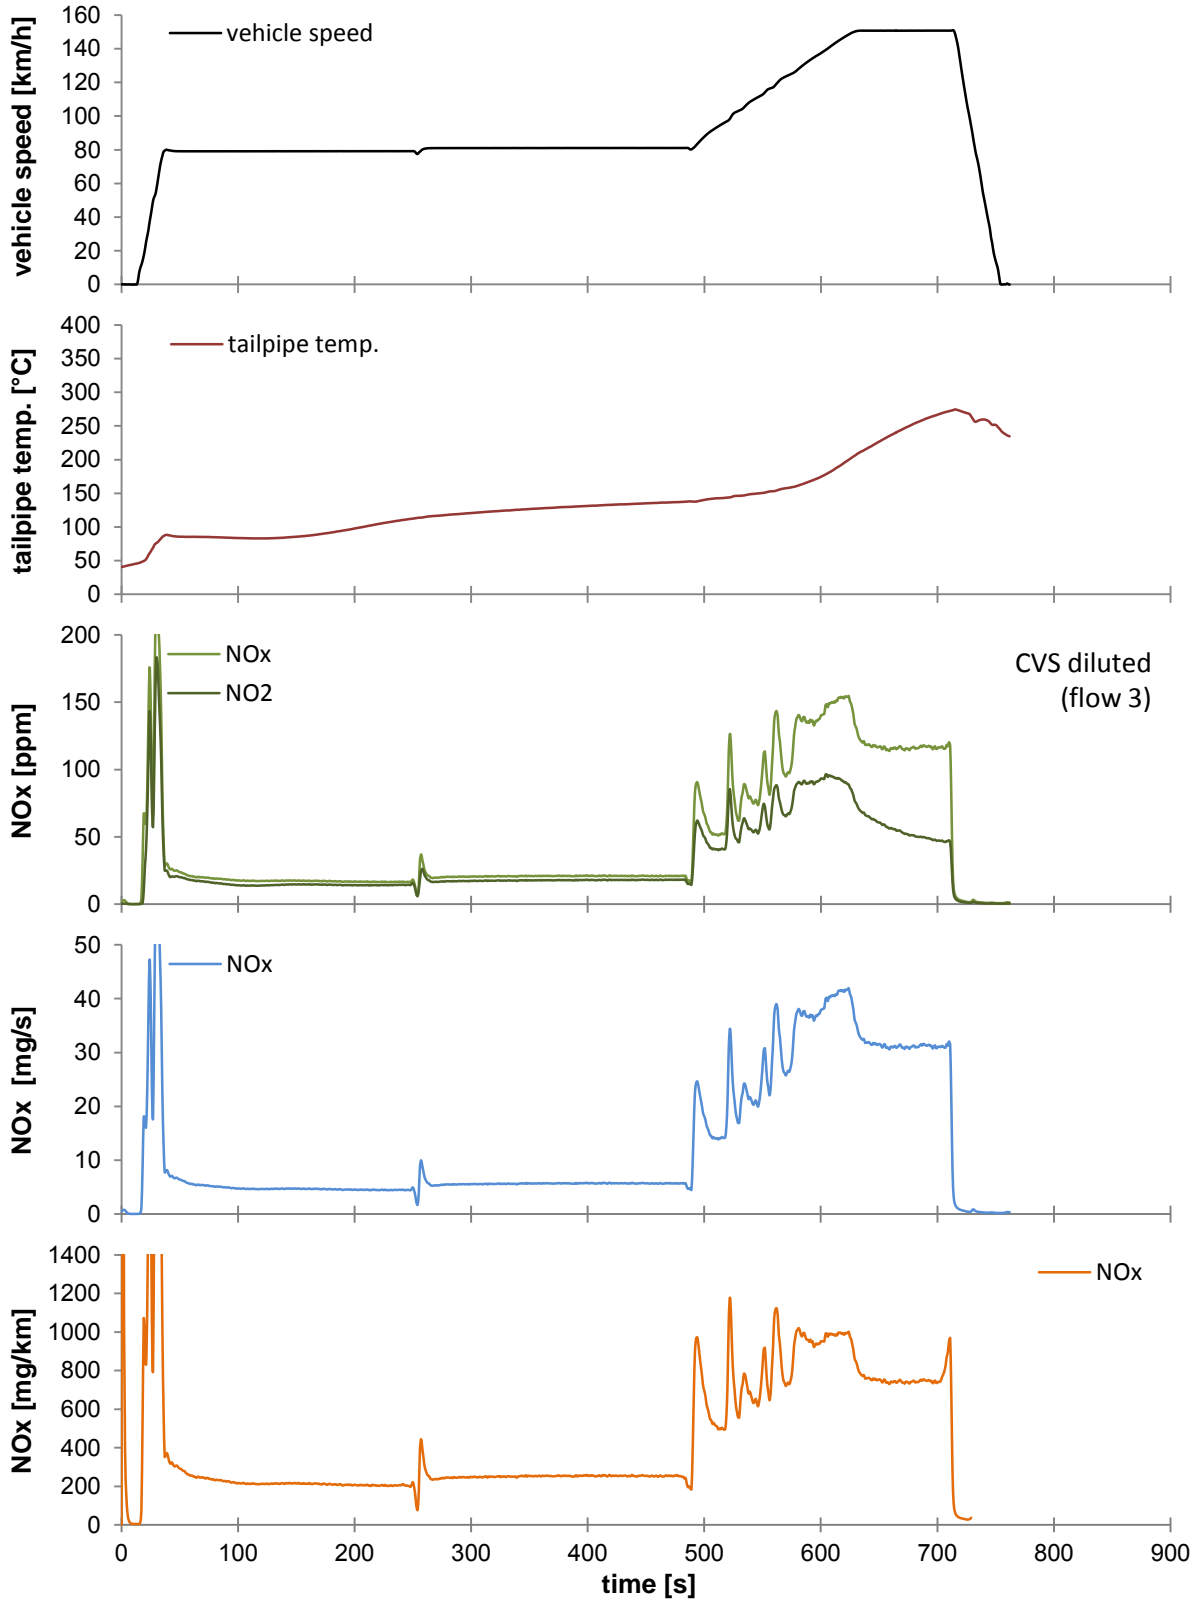 vehicle speed [km/h]
160
140
120
100
80
60
40
20
0
vehicle speed
tailpipe temp. [°C]
400
350
300
250
200
150
100
50
0
tailpipe temp.
NOx [ppm]
200
150
100
50
0
NOx
NO2
CVS diluted
(flow 3)
NOx [mg/s]
50
40
30
20
10
0
NOx
NOx [mg/km]
1400
1200
1000
800
600
400
200
0
NOx
0 100 200 300 400 500 600 700 800 900
time [s]